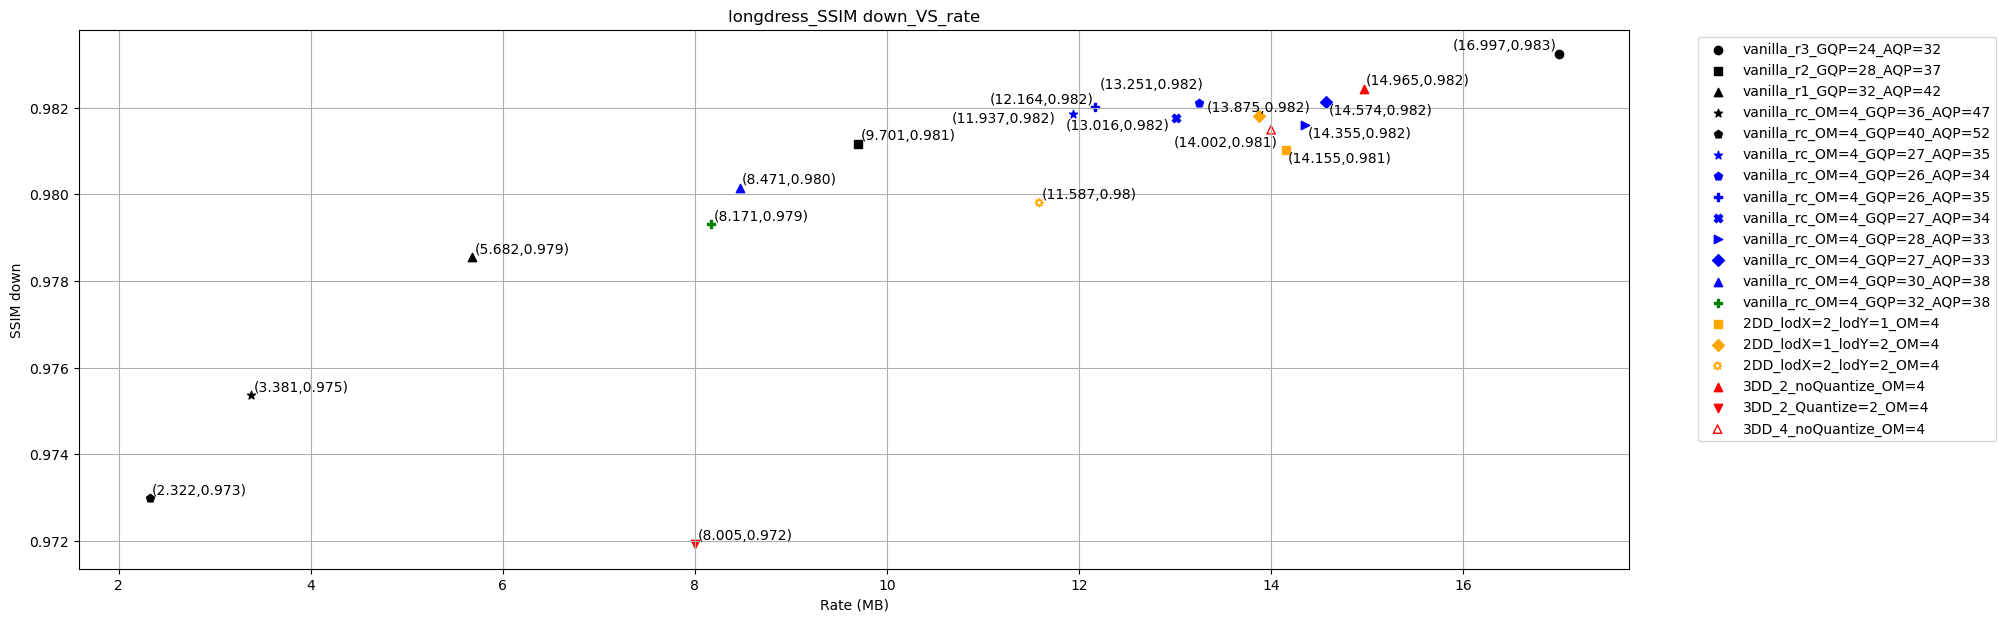 longdress_SSIM down_VS_rate
(16.997,0.983)
(14.965,0.982)
(13.251,0.982)
(12.164,0.982)
(13.875,0.982)
(14.574,0.982)
(11.937,0.982)
(13.016,0.982)
(14.355,0.982)
(9.701,0.981)
(14.002,0.981)
(14.155,0.981)
(8.471,0.980)
(11.587,0.98)
(8.171,0.979)
(5.682,0.979)
(3.381,0.975)
(2.322,0.973)
(8.005,0.972)
0.982
0.980
0.978
0.976
0.974
0.972
SSIM down
2 4 6 8 10 12 14 16
Rate (MB)
vanilla_r3_GQP=24_AQP=32
vanilla_r2_GQP=28_AQP=37
vanilla_r1_GQP=32_AQP=42
vanilla_rc_OM=4_GQP=36_AQP=47
vanilla_rc_OM=4_GQP=40_AQP=52
vanilla_rc_OM=4_GQP=27_AQP=35
vanilla_rc_OM=4_GQP=26_AQP=34
vanilla_rc_OM=4_GQP=26_AQP=35
vanilla_rc_OM=4_GQP=27_AQP=34
vanilla_rc_OM=4_GQP=28_AQP=33
vanilla_rc_OM=4_GQP=27_AQP=33
vanilla_rc_OM=4_GQP=30_AQP=38
vanilla_rc_OM=4_GQP=32_AQP=38
2DD_lodX=2_lodY=1_OM=4
2DD_lodX=1_lodY=2_OM=4
2DD_lodX=2_lodY=2_OM=4
3DD_2_noQuantize_OM=4
3DD_2_Quantize=2_OM=4
3DD_4_noQuantize_OM=4